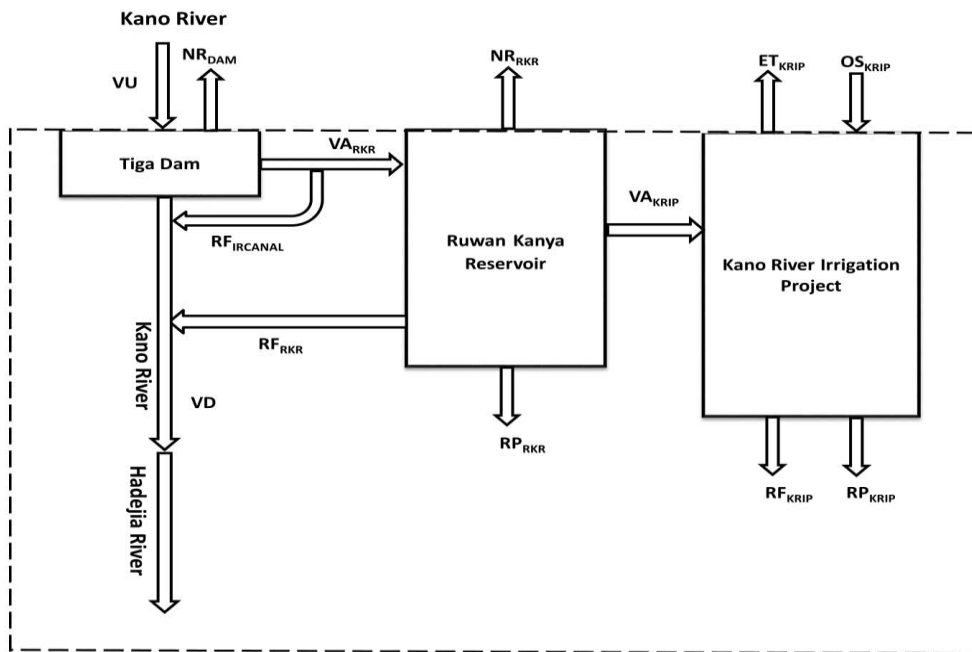 Kano River
VU
NR_DAM
NR_RKR
ET_KRIP
OS_KRIP
Tiga Dam
VA_RKR
RF_IRCANAL
Ruwan Kanya
Reservoir
VA_KRIP
Kano River Irrigation
Project
RF_RKR
Kano River
VD
RP_RKR
Hadejia River
RF_KRIP
RP_KRIP